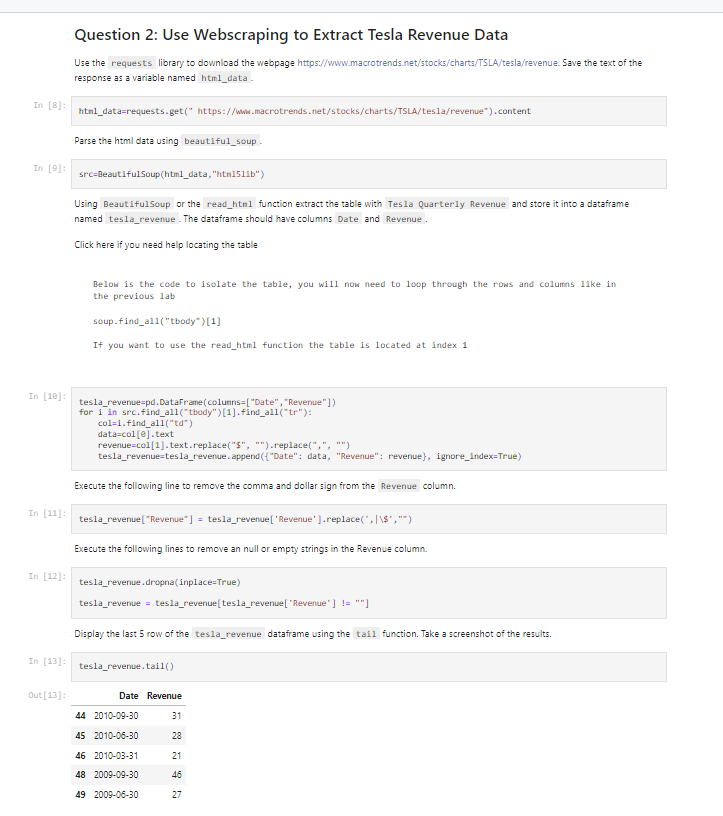 Question 2: Use Webscraping to Extract Tesla Revenue Data
Use the requests library to download the webpage https://www.macrotrends.net/stocks/charts/TSLA/tesla/revenue. Save the text of the
response as a variable named html_data .
In [8]: html_data=requests.get(" https://www.macrotrends.net/stocks/charts/TSLA/tesla/revenue").content
Parse the html data using beautiful_soup .
In [9]: src=BeautifulSoup(html_data,"html5lib")
Using BeautifulSoup or the read_html function extract the table with Tesla Quarterly Revenue and store it into a dataframe
named tesla_revenue . The dataframe should have columns Date and Revenue .
Click here if you need help locating the table
Below is the code to isolate the table, you will now need to loop through the rows and columns like in
the previous lab
soup.find_all("tbody")[1]
If you want to use the read_html function the table is located at index 1
In [10]: tesla_revenue=pd.DataFrame(columns=["Date","Revenue"])
for i in src.find_all("tbody")[1].find_all("tr"):
    col=i.find_all("td")
    data=col[0].text
    revenue=col[1].text.replace("$", "").replace(",", "")
    tesla_revenue=tesla_revenue.append({"Date": data, "Revenue": revenue}, ignore_index=True)
Execute the following line to remove the comma and dollar sign from the Revenue column.
In [11]: tesla_revenue["Revenue"] = tesla_revenue['Revenue'].replace(',|\$',"")
Execute the following lines to remove an null or empty strings in the Revenue column.
In [12]: tesla_revenue.dropna(inplace=True)
tesla_revenue = tesla_revenue[tesla_revenue['Revenue'] != ""]
Display the last 5 row of the tesla_revenue dataframe using the tail function. Take a screenshot of the results.
In [13]: tesla_revenue.tail()
Out[13]: Date Revenue
44 2010-09-30 31
45 2010-06-30 28
46 2010-03-31 21
48 2009-09-30 46
49 2009-06-30 27